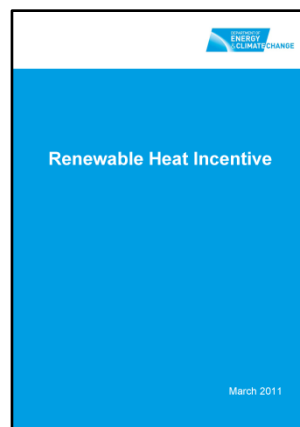 DEPARTMENT OF
ENERGY
&CLIMATE CHANGE
Renewable Heat Incentive
March 2011